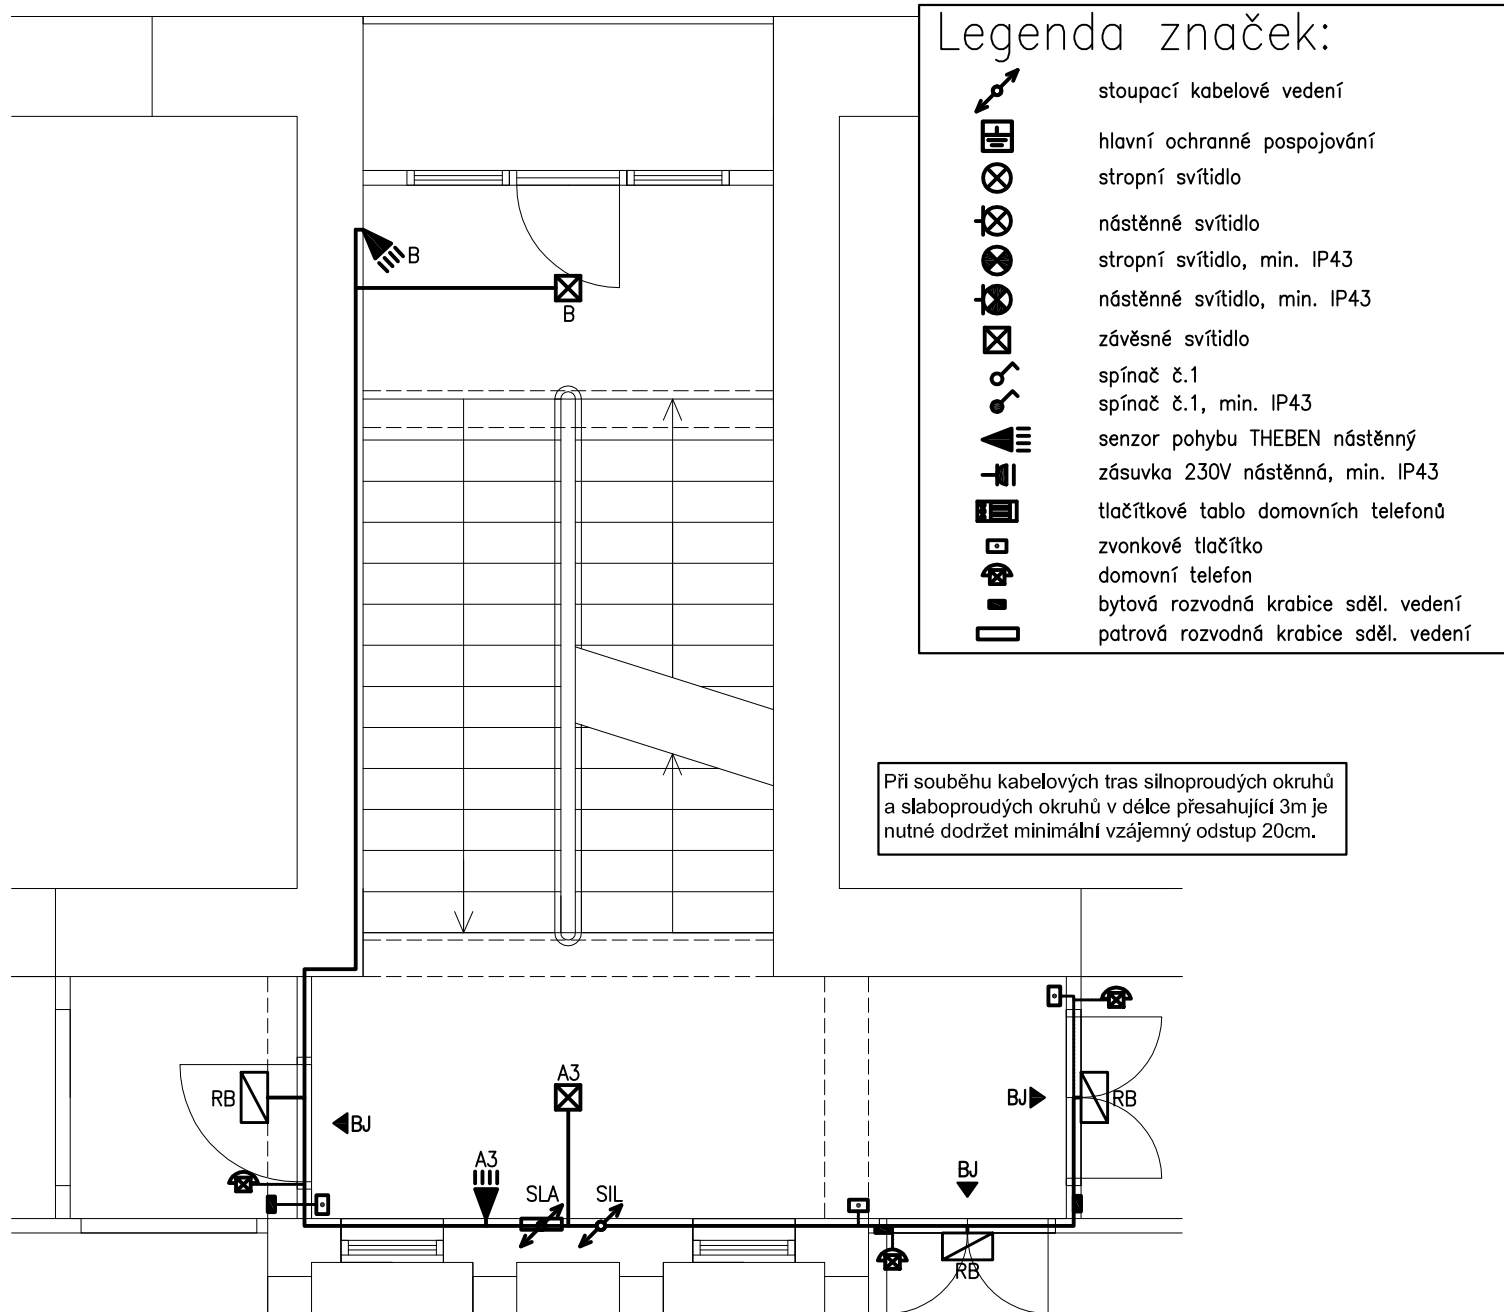 Legenda značek:
stoupací kabelové vedení
hlavní ochranné pospojování
stropní svítidlo
nástěnné svítidlo
stropní svítidlo, min. IP43
nástěnné svítidlo, min. IP43
závěsné svítidlo
spínač č.1
spínač č.1, min. IP43
senzor pohybu THEBEN nástěnný
zásuvka 230V nástěnná, min. IP43
tlačítkové tablo domovních telefonů
zvonkové tlačítko
domovní telefon
bytová rozvodná krabice sděl. vedení
patrová rozvodná krabice sděl. vedení
B
B
Při souběhu kabelových tras silnoproudých okruhů
a slaboproudých okruhů v délce přesahující 3m je
nutné dodržet minimální vzájemný odstup 20cm.
A3
RB
BJ
BJ
RB
A3
SLA
SIL
BJ
RB